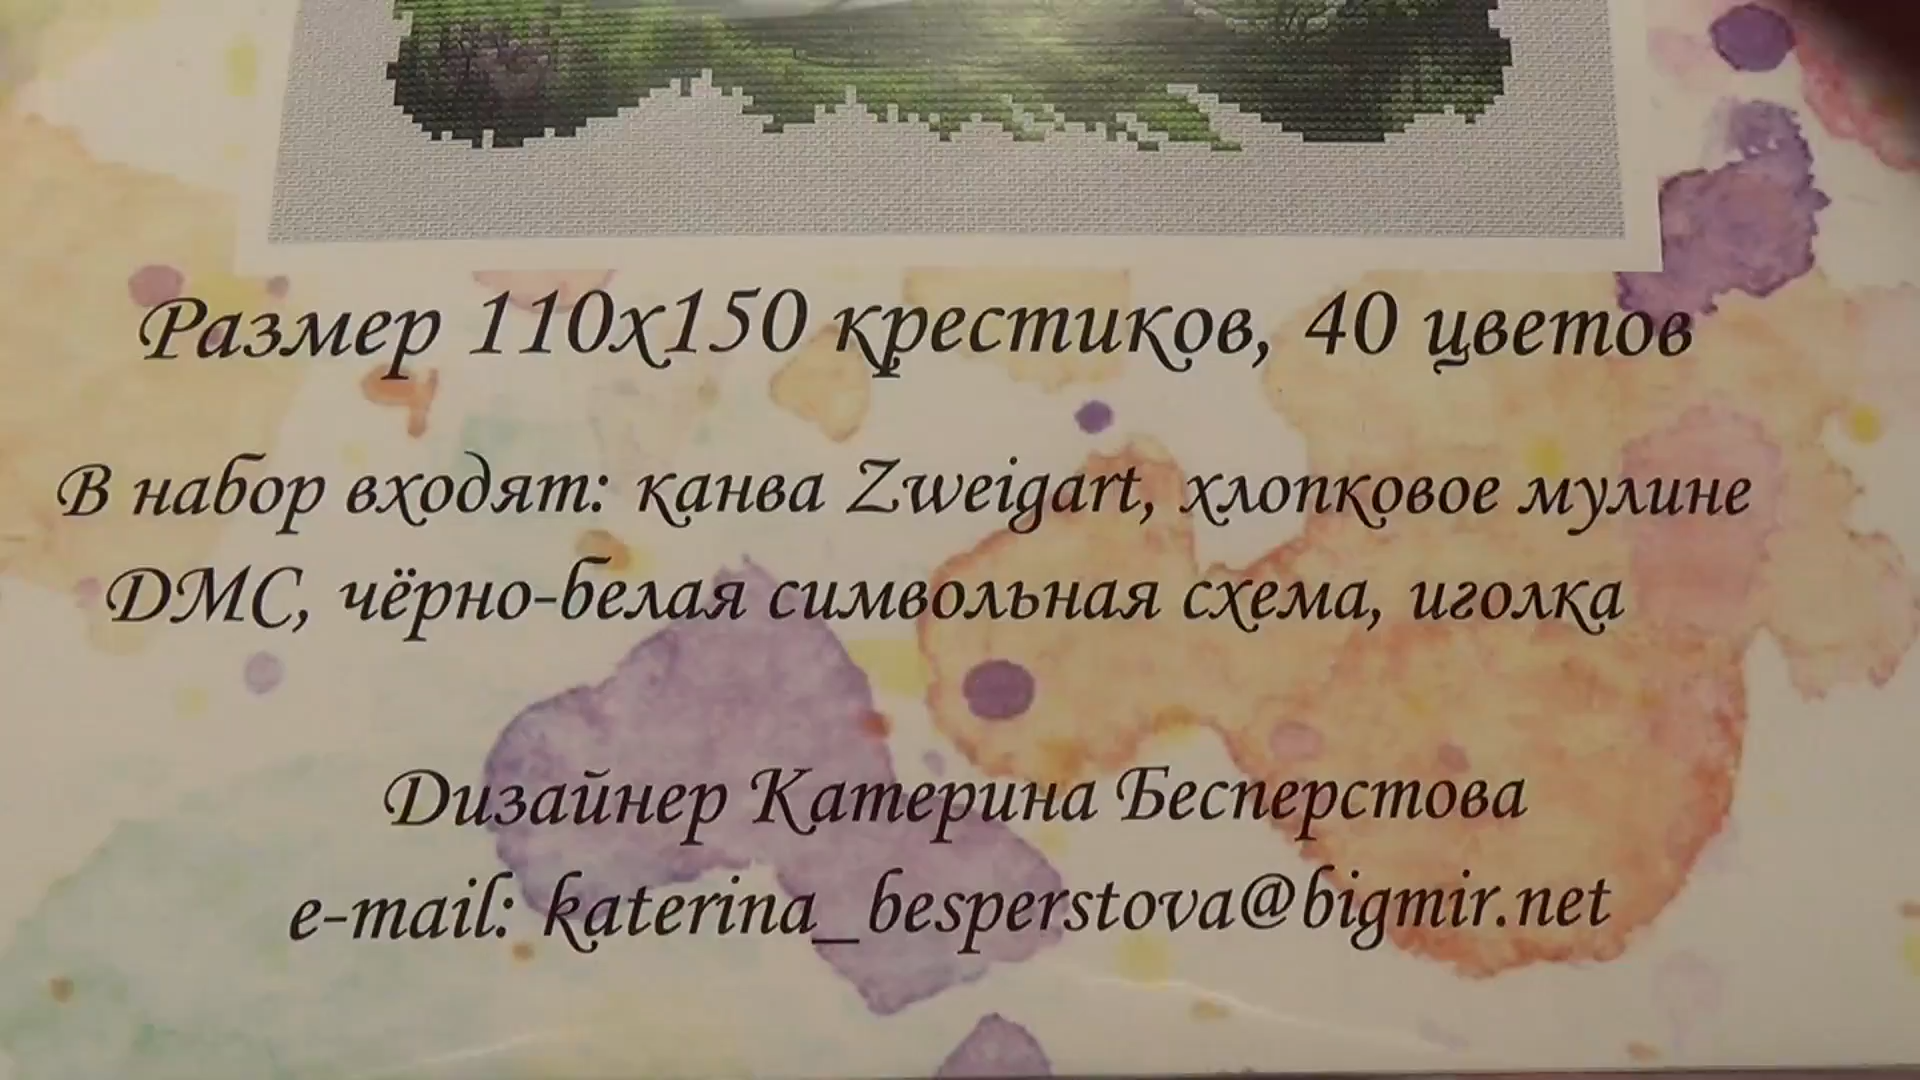 Размер 110х150 крестиков, 40 цветов
В набор входят: канва Zweigart, хлопковое мулине
DMC, чёрно-белая символьная схема, иголка
Дизайнер Катерина Бесперстова
e-mail: katerina_besperstova@bigmir.net